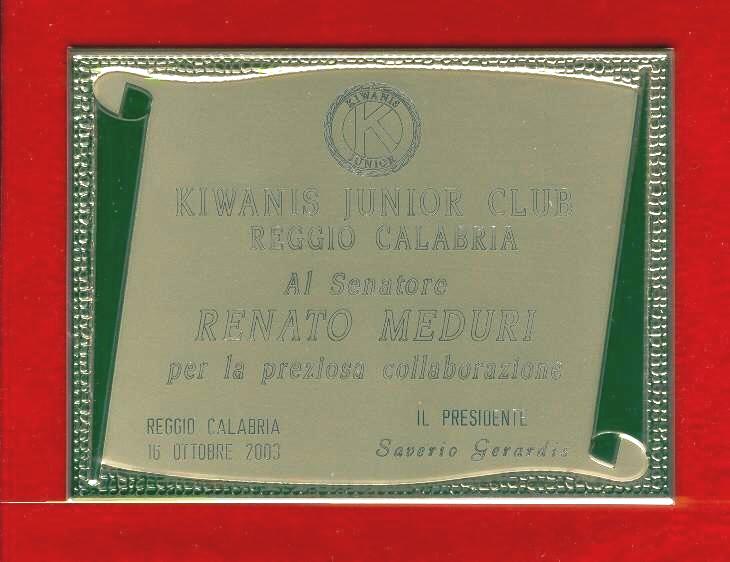 KIWANIS
K
JUNIOR
KIWANIS JUNIOR CLUB
REGGIO CALABRIA
Al Senatore
RENATO MEDURI
per la preziosa collaborazione
REGGIO CALABRIA
16 OTTOBRE 2003
IL PRESIDENTE
Saverio Gerardis